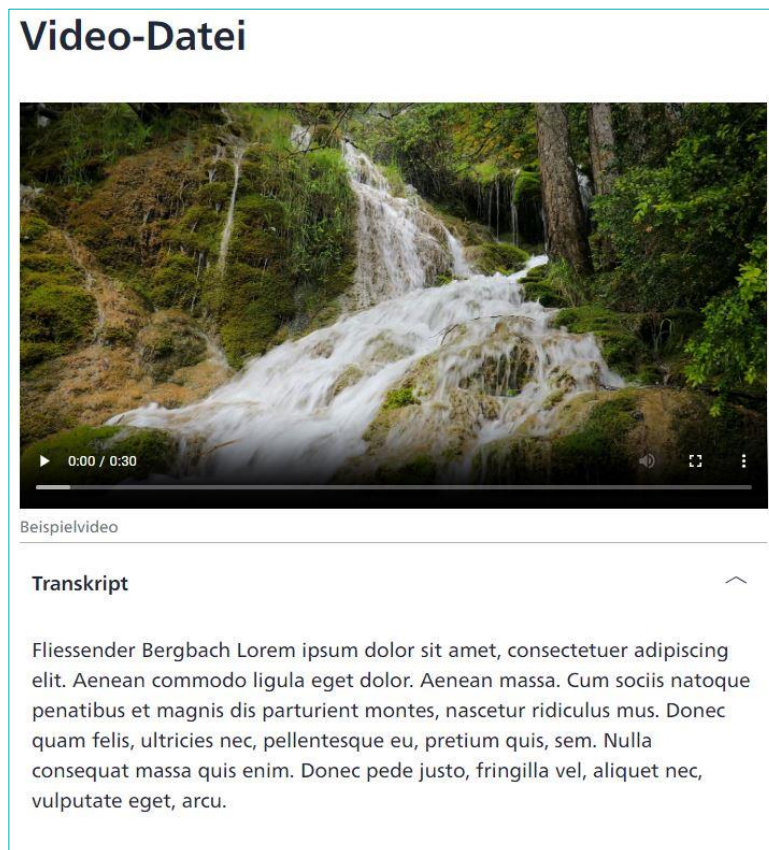 Video-Datei
0:00 / 0:30
Beispielvideo
Transkript
Fliessender Bergbach Lorem ipsum dolor sit amet, consectetuer adipiscing
elit. Aenean commodo ligula eget dolor. Aenean massa. Cum sociis natoque
penatibus et magnis dis parturient montes, nascetur ridiculus mus. Donec
quam felis, ultricies nec, pellentesque eu, pretium quis, sem. Nulla
consequat massa quis enim. Donec pede justo, fringilla vel, aliquet nec,
vulputate eget, arcu.